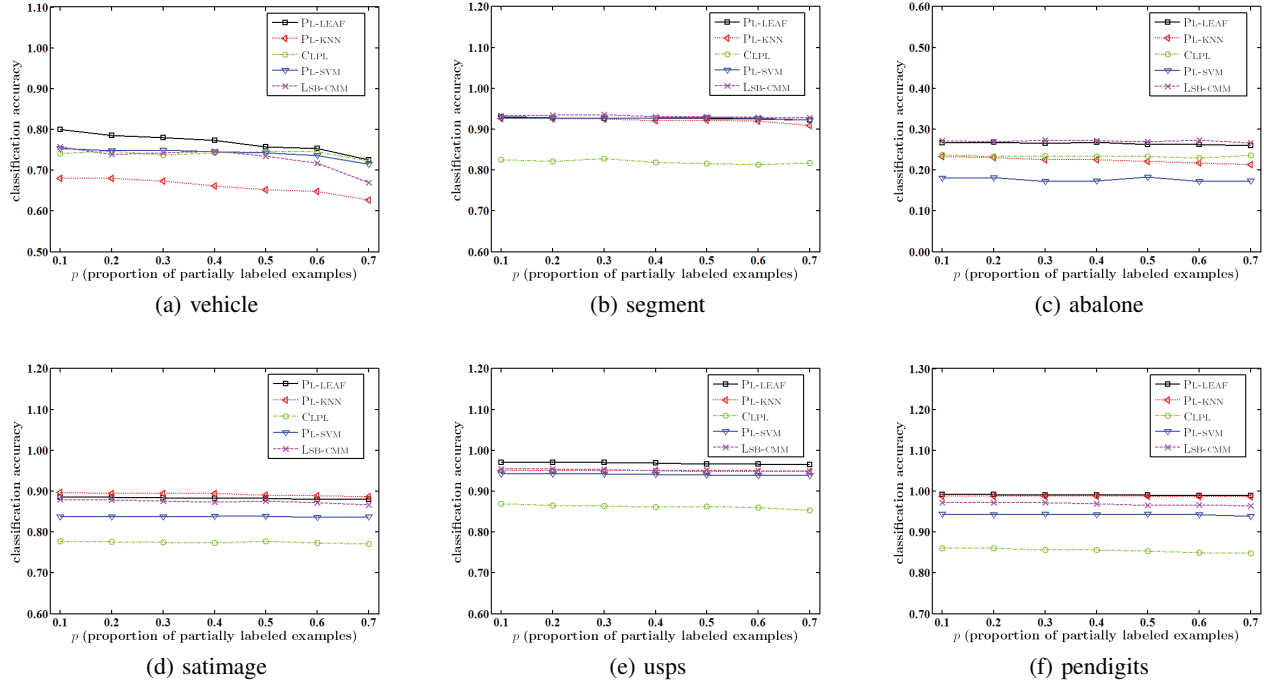 1.10
1.00
0.90
0.80
0.70
0.60
0.50
classification accuracy
PL-LEAF
PL-KNN
CLPL
PL-SVM
LSB-CMM
0.1 0.2 0.3 0.4 0.5 0.6 0.7
p (proportion of partially labeled examples)
(a) vehicle
1.20
1.10
1.00
0.90
0.80
0.70
0.60
classification accuracy
PL-LEAF
PL-KNN
CLPL
PL-SVM
LSB-CMM
0.1 0.2 0.3 0.4 0.5 0.6 0.7
p (proportion of partially labeled examples)
(b) segment
0.60
0.50
0.40
0.30
0.20
0.10
0.00
classification accuracy
PL-LEAF
PL-KNN
CLPL
PL-SVM
LSB-CMM
0.1 0.2 0.3 0.4 0.5 0.6 0.7
p (proportion of partially labeled examples)
(c) abalone
1.20
1.10
1.00
0.90
0.80
0.70
0.60
classification accuracy
PL-LEAF
PL-KNN
CLPL
PL-SVM
LSB-CMM
0.1 0.2 0.3 0.4 0.5 0.6 0.7
p (proportion of partially labeled examples)
(d) satimage
1.20
1.10
1.00
0.90
0.80
0.70
0.60
classification accuracy
PL-LEAF
PL-KNN
CLPL
PL-SVM
LSB-CMM
0.1 0.2 0.3 0.4 0.5 0.6 0.7
p (proportion of partially labeled examples)
(e) usps
1.30
1.20
1.10
1.00
0.90
0.80
0.70
classification accuracy
PL-LEAF
PL-KNN
CLPL
PL-SVM
LSB-CMM
0.1 0.2 0.3 0.4 0.5 0.6 0.7
p (proportion of partially labeled examples)
(f) pendigits